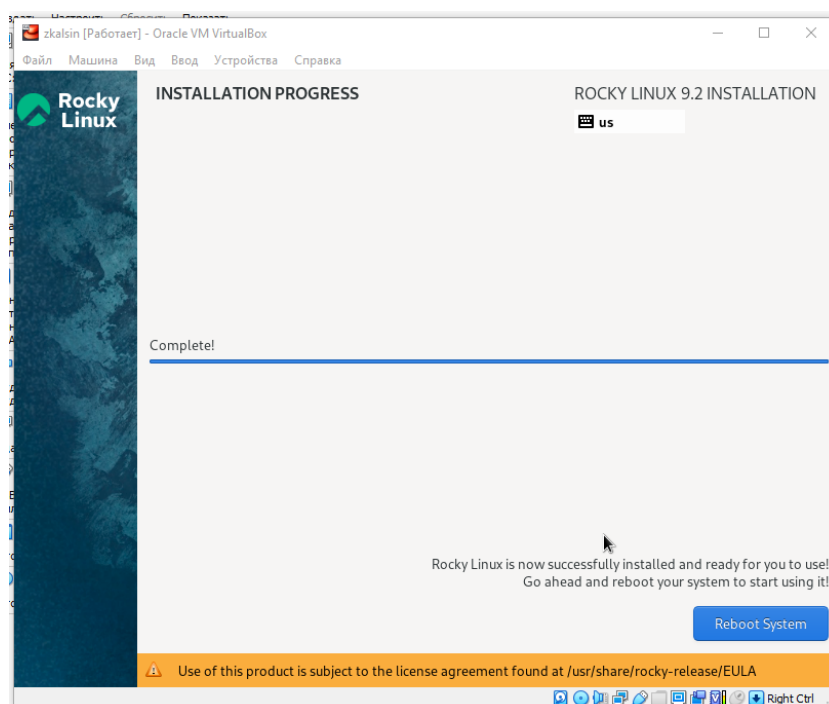 zkalsin [Работает] - Oracle VM VirtualBox
Файл Машина Вид Ввод Устройства Справка
Rocky
Linux
INSTALLATION PROGRESS
ROCKY LINUX 9.2 INSTALLATION
us
Complete!
Rocky Linux is now successfully installed and ready for you to use!
Go ahead and reboot your system to start using it!
Reboot System
Use of this product is subject to the license agreement found at /usr/share/rocky-release/EULA
Right Ctrl